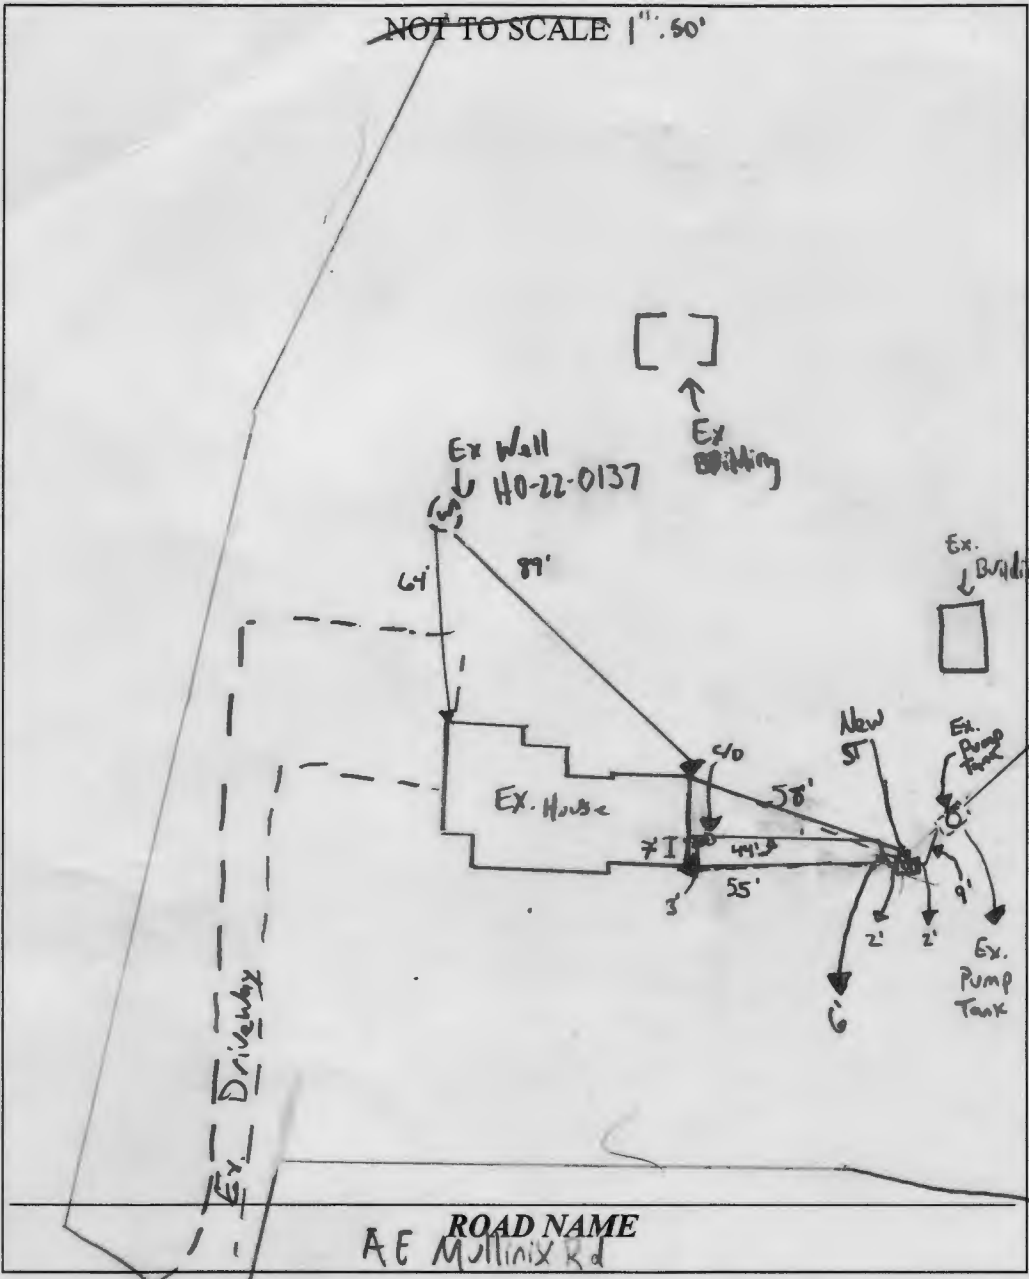 NOT TO SCALE 1":50'
Ex
Building
Ex Well
HO-22-0137
W
64'
89'
Ex.
Buildi
New
ST
Ex.
Pump
Tank
C/O
58'
Ex. House
7
44'
55'
3'
2'
2'
9'
6'
Ex.
Pump
Tank
Ex Driveway
ROAD NAME
A E Mullinix Rd